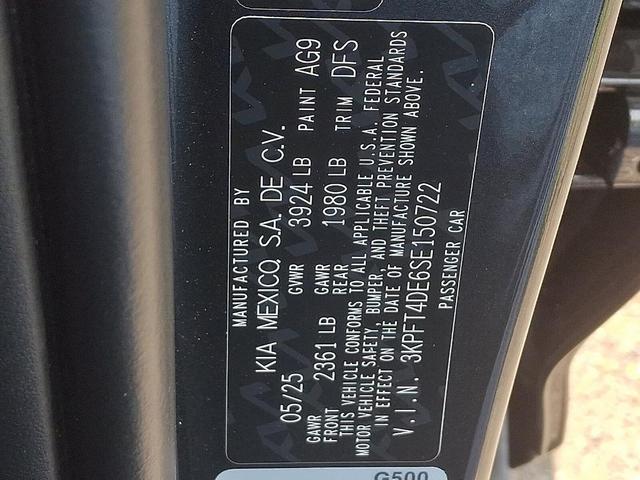 MANUFACTURED BY
KIA MEXICO, S.A. DE C.V.
05/25 GVWR 3924 LB PAINT AG9
GAWR FRONT 2361 LB GAWR REAR 1980 LB TRIM DFS
THIS VEHICLE CONFORMS TO ALL APPLICABLE U.S.A. FEDERAL
MOTOR VEHICLE SAFETY, BUMPER, AND THEFT PREVENTION STANDARDS
IN EFFECT ON THE DATE OF MANUFACTURE SHOWN ABOVE.
V.I.N. 3KPFT4DE6SE150722
PASSENGER CAR
G500